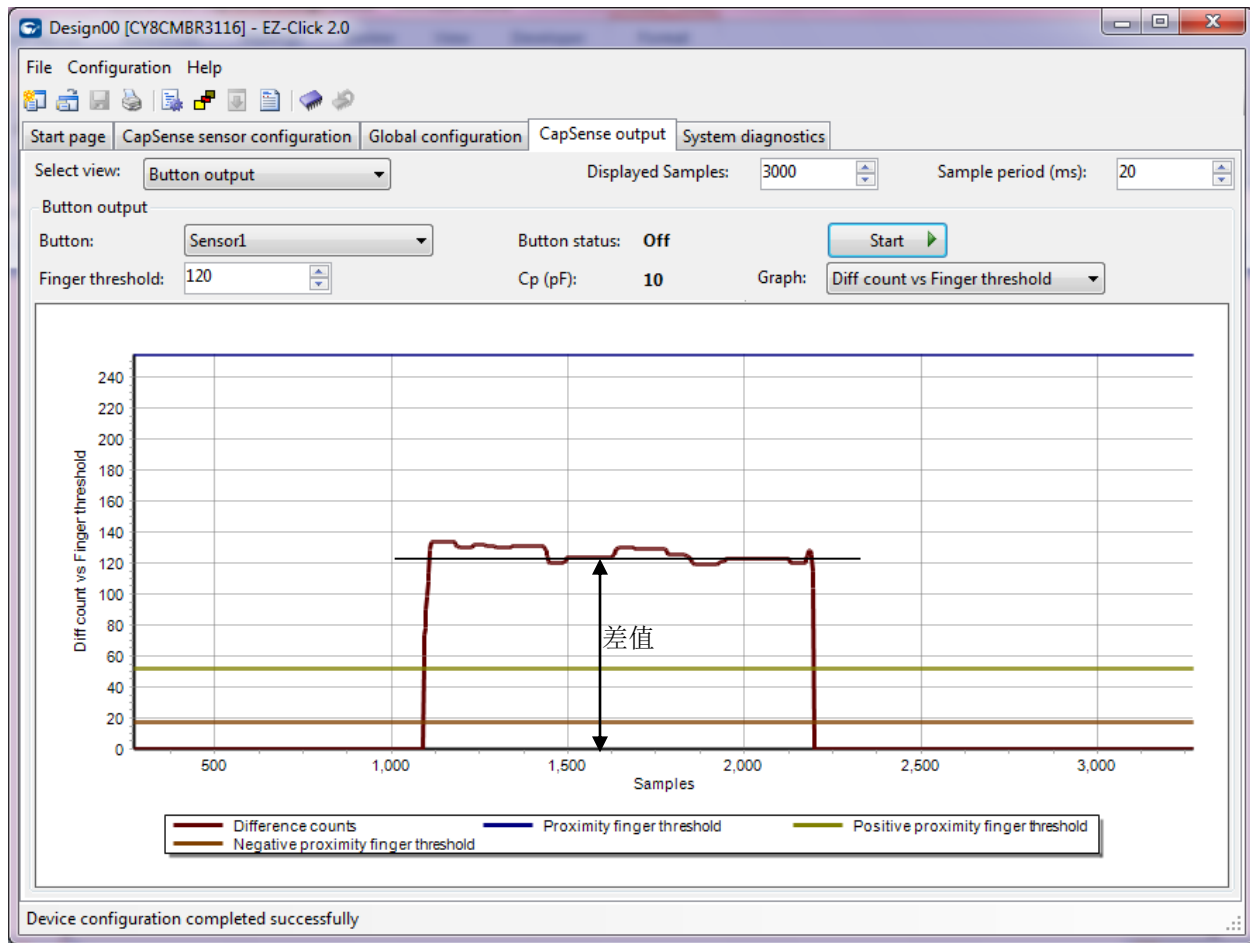 Design00 [CY8CMBR3116] - EZ-Click 2.0
File Configuration Help
Start page CapSense sensor configuration Global configuration CapSense output System diagnostics
Select view: Button output Displayed Samples: 3000 Sample period (ms): 20
Button output
Button: Sensor1 Button status: Off Start
Finger threshold: 120 Cp (pF): 10 Graph: Diff count vs Finger threshold
Diff count vs Finger threshold
240
220
200
180
160
140
120
100
80
60
40
20
0
差值
500 1,000 1,500 2,000 2,500 3,000
Samples
Difference counts Proximity finger threshold Positive proximity finger threshold
Negative proximity finger threshold
Device configuration completed successfully